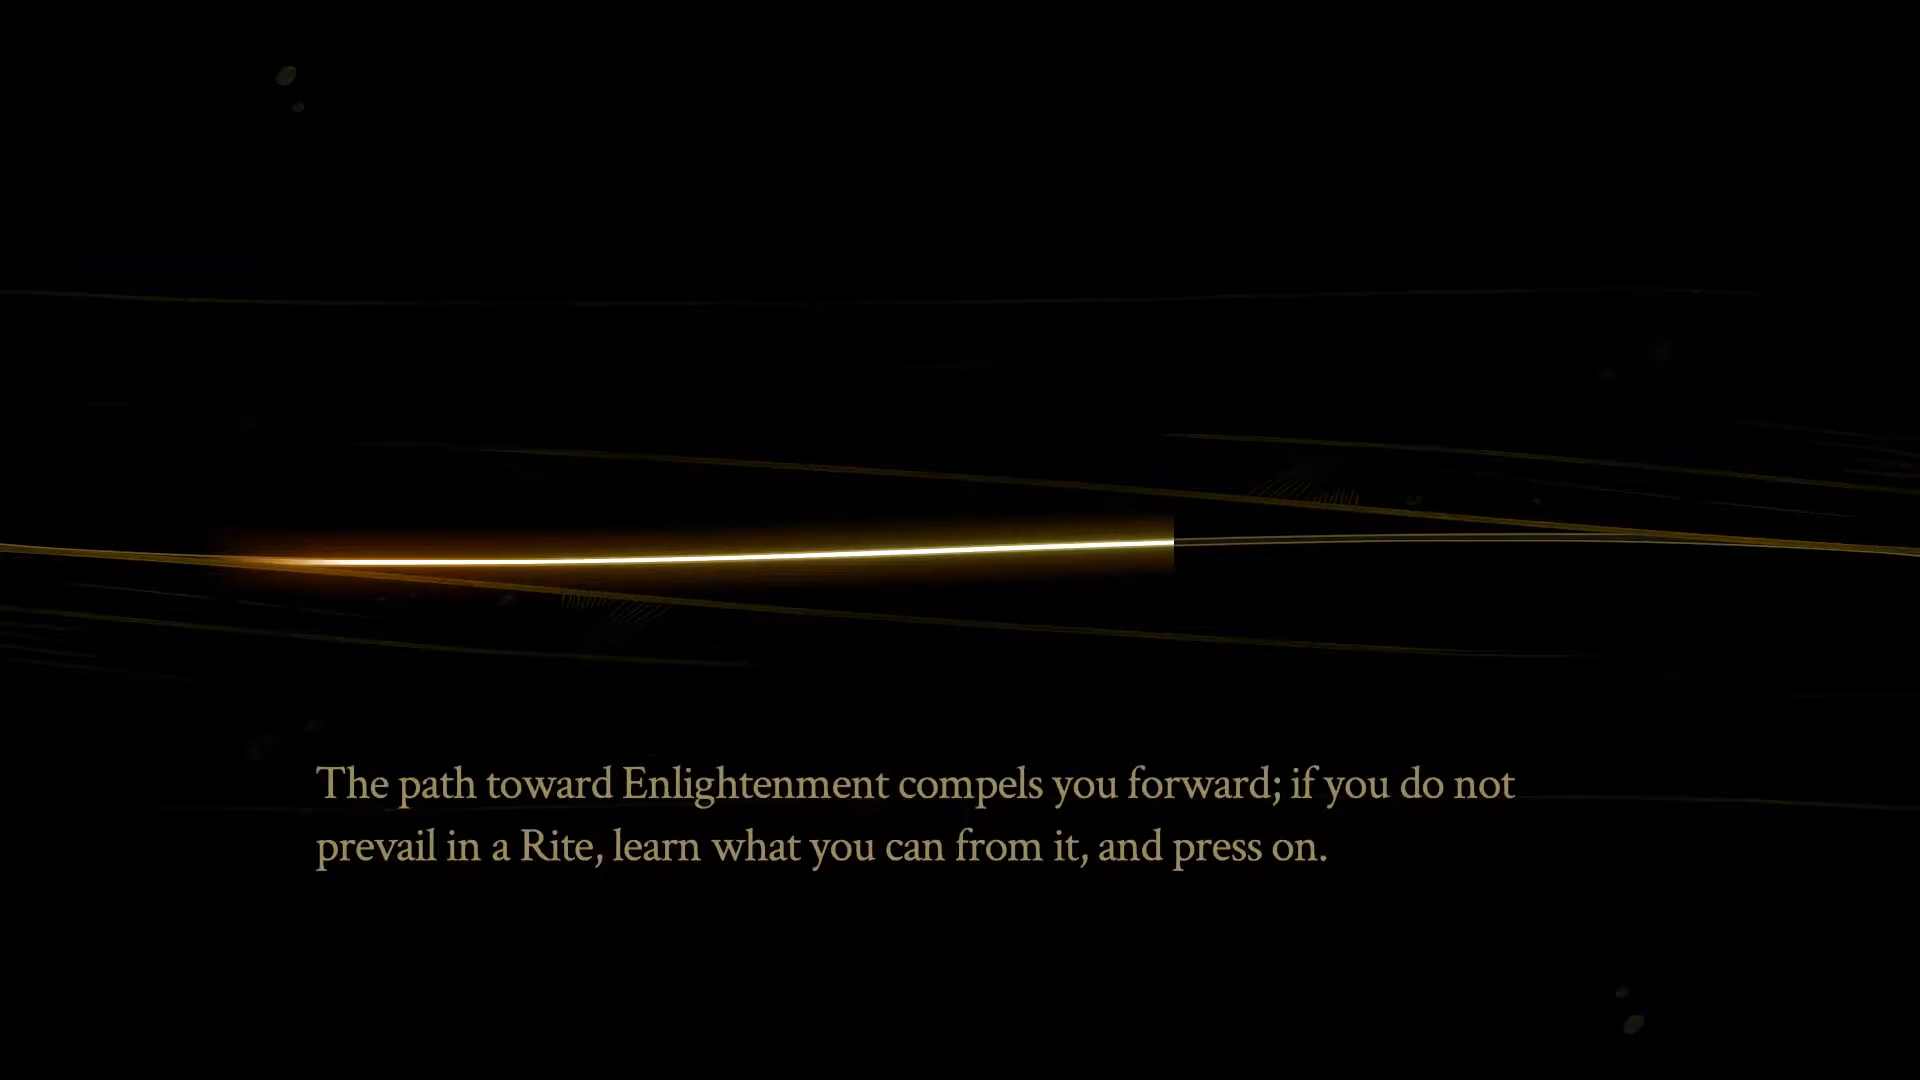 The path toward Enlightenment compels you forward; if you do not
prevail in a Rite, learn what you can from it, and press on.